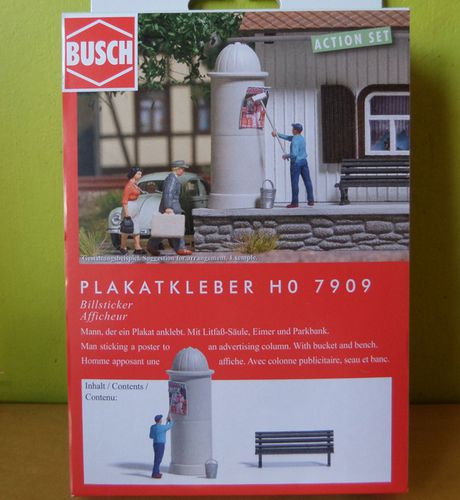 BUSCH
ACTION SET
Gestaltungsbeispiel. Suggestion for arrangement. Exemple.
PLAKATKLEBER H0 7909
Billsticker
Afficheur
Mann, der ein Plakat anklebt. Mit Litfaß-Säule, Eimer und Parkbank.
Man sticking a poster to an advertising column. With bucket and bench.
Homme apposant une affiche. Avec colonne publicitaire, seau et banc.
Inhalt / Contents /
Contenu: